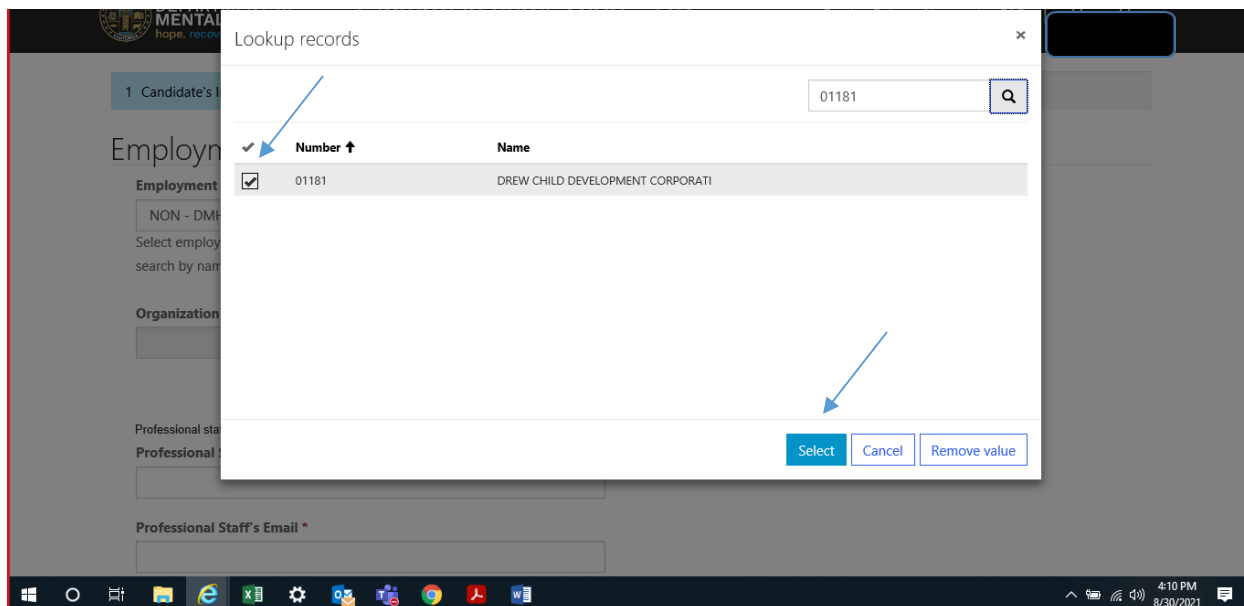 MENTAL
hope. recov
Lookup records
×
1 Candidate's I
01181
Employm
Number
Name
Employment
01181
DREW CHILD DEVELOPMENT CORPORATI
NON - DMH
Select employ
search by nam
Organization
Professional sta
Professional
Select
Cancel
Remove value
Professional Staff's Email *
4:10 PM
8/30/2021